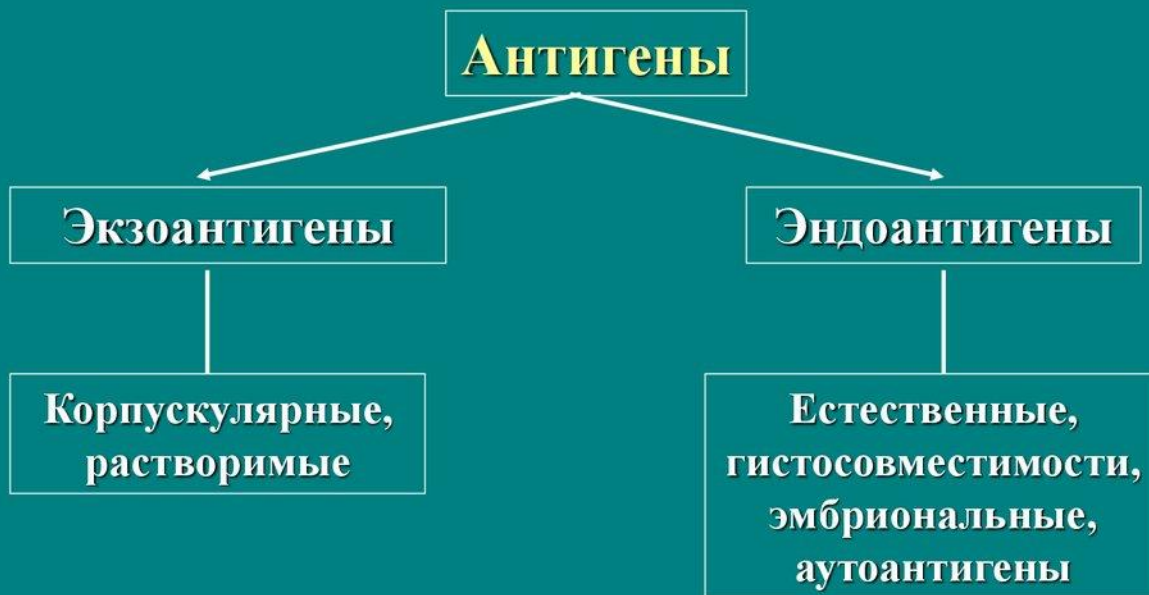 Антигены
Экзоантигены
Эндоантигены
Корпускулярные,
растворимые
Естественные,
гистосовместимости,
эмбриональные,
аутоантигены